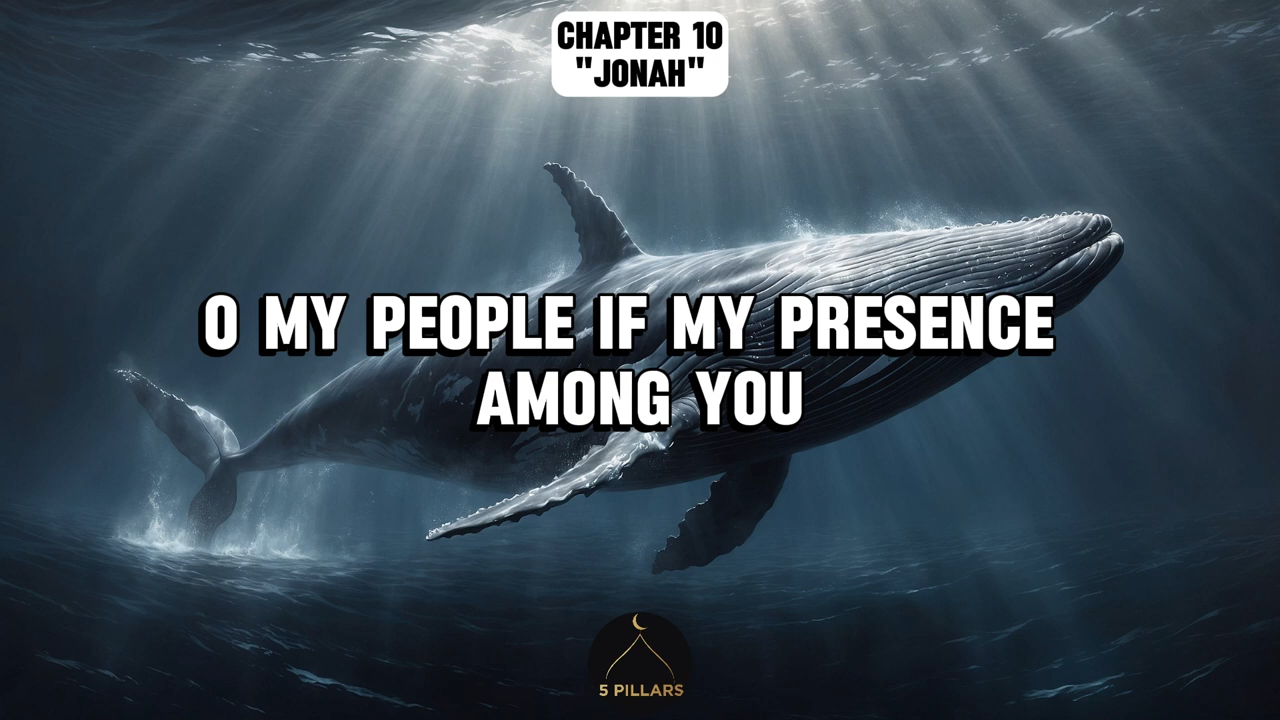 CHAPTER 10
"JONAH"
O MY PEOPLE IF MY PRESENCE
AMONG YOU
5 PILLARS